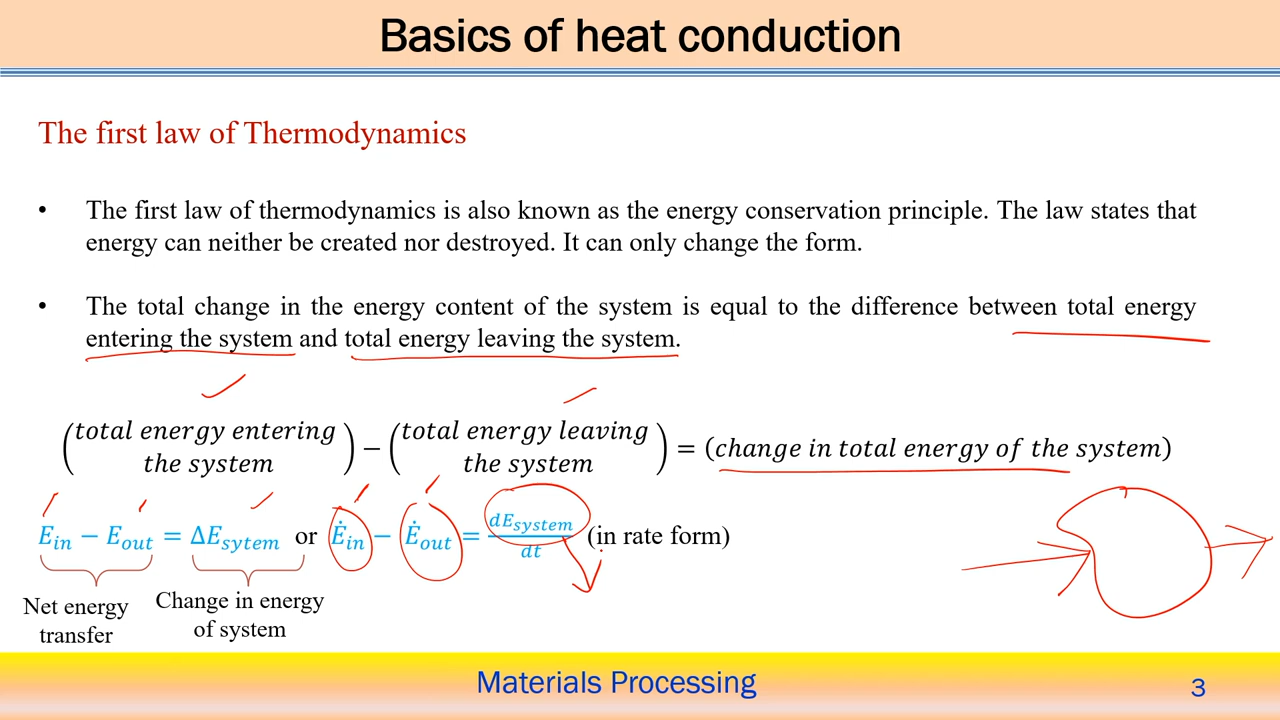 Basics of heat conduction
The first law of Thermodynamics
• The first law of thermodynamics is also known as the energy conservation principle. The law states that
energy can neither be created nor destroyed. It can only change the form.
• The total change in the energy content of the system is equal to the difference between total energy
entering the system and total energy leaving the system.
(total energy entering the system) − (total energy leaving the system) = (change in total energy of the system)
E_in − E_out = ΔE_sytem or Ė_in − Ė_out = dE_system/dt (in rate form)
Net energy
transfer
Change in energy
of system
Materials Processing
3